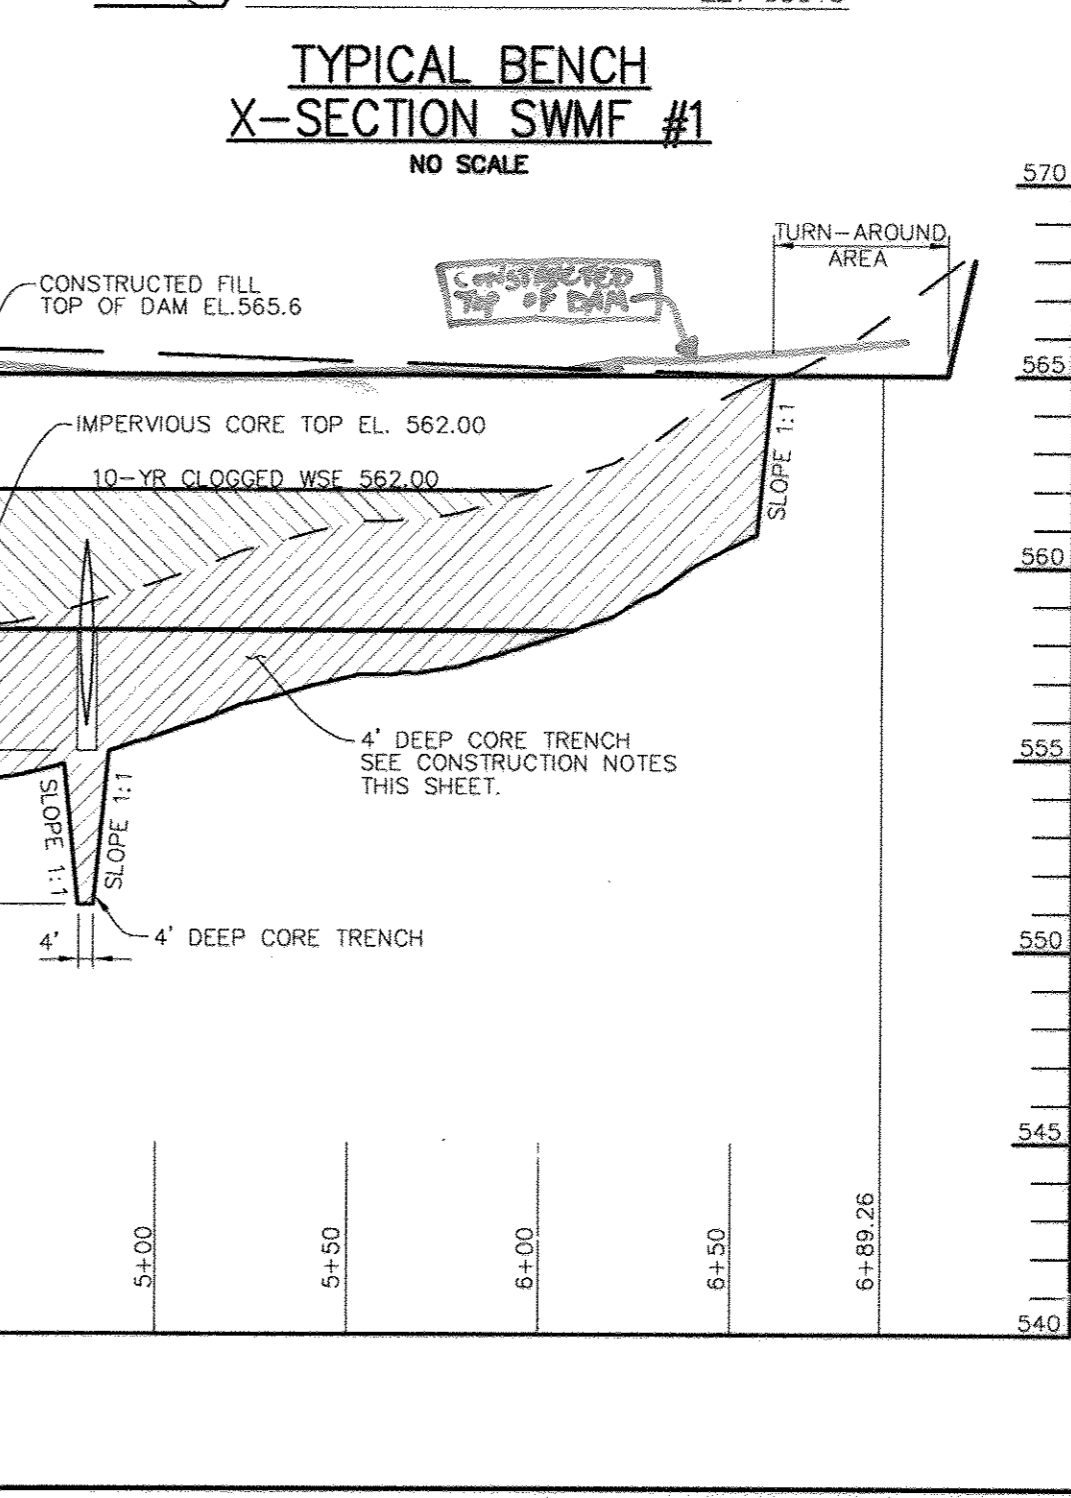 TYPICAL BENCH
X-SECTION SWMF #1
NO SCALE
570
TURN-AROUND
AREA
CONSTRUCTED
TOP OF DAM
CONSTRUCTED FILL
TOP OF DAM EL.565.6
565
IMPERVIOUS CORE TOP EL. 562.00
10-YR CLOGGED WSE 562.00
SLOPE 1:1
560
4' DEEP CORE TRENCH
SEE CONSTRUCTION NOTES
THIS SHEET.
555
SLOPE 1:1
SLOPE 1:1
4' DEEP CORE TRENCH
4'
550
545
5+00
5+50
6+00
6+50
6+89.26
540